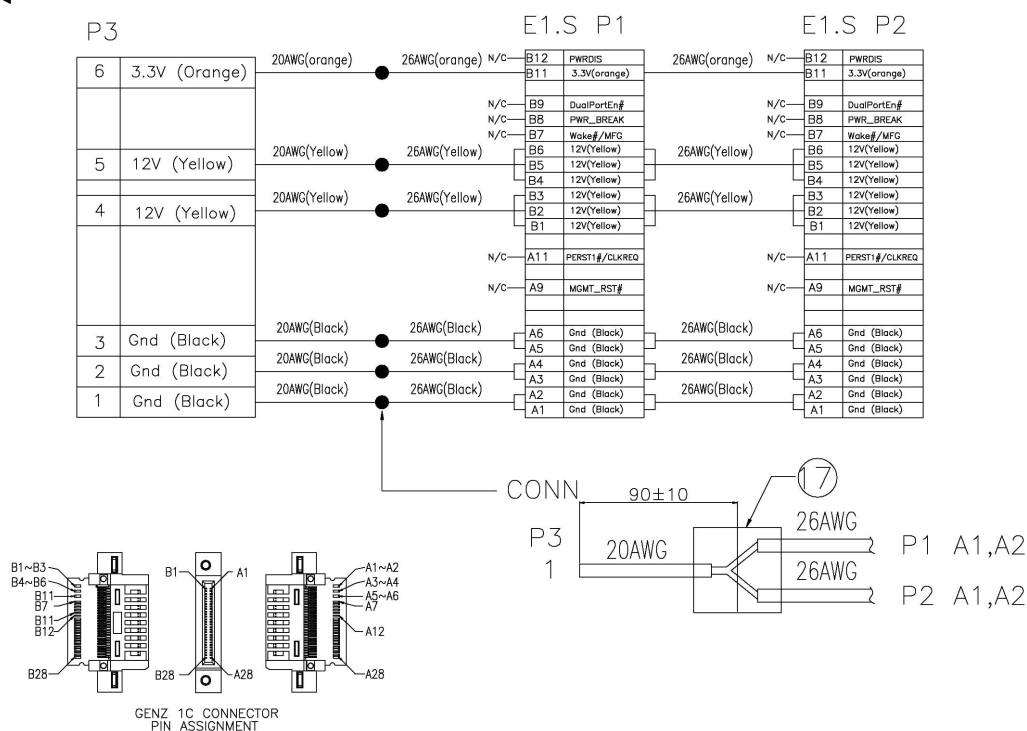 P3 E1.S P1 E1.S P2
6 3.3V (Orange) 20AWG(orange) 26AWG(orange) N/C B12 PWRDIS 26AWG(orange) N/C B12 PWRDIS
B11 3.3V(orange) B11 3.3V(orange)
N/C B9 DualPortEn# N/C B9 DualPortEn#
N/C B8 PWR_BREAK N/C B8 PWR_BREAK
N/C B7 Wake#/MFG N/C B7 Wake#/MFG
5 12V (Yellow) 20AWG(Yellow) 26AWG(Yellow) B6 12V(Yellow) 26AWG(Yellow) B6 12V(Yellow)
B5 12V(Yellow) B5 12V(Yellow)
B4 12V(Yellow) B4 12V(Yellow)
4 12V (Yellow) 20AWG(Yellow) 26AWG(Yellow) B3 12V(Yellow) 26AWG(Yellow) B3 12V(Yellow)
B2 12V(Yellow) B2 12V(Yellow)
B1 12V(Yellow) B1 12V(Yellow)
N/C A11 PERST1#/CLKREQ N/C A11 PERST1#/CLKREQ
N/C A9 MGMT_RST# N/C A9 MGMT_RST#
3 Gnd (Black) 20AWG(Black) 26AWG(Black) A6 Gnd (Black) 26AWG(Black) A6 Gnd (Black)
A5 Gnd (Black) A5 Gnd (Black)
2 Gnd (Black) 20AWG(Black) 26AWG(Black) A4 Gnd (Black) 26AWG(Black) A4 Gnd (Black)
A3 Gnd (Black) A3 Gnd (Black)
1 Gnd (Black) 20AWG(Black) 26AWG(Black) A2 Gnd (Black) 26AWG(Black) A2 Gnd (Black)
A1 Gnd (Black) A1 Gnd (Black)
CONN 90±10 17
P3 1 20AWG
26AWG P1 A1,A2
26AWG P2 A1,A2
B1~B3
B4~B6
B11
B7
B11
B12
B28
B1 A1
B28 A28
A1~A2
A3~A4
A5~A6
A7
A12
A28
GENZ 1C CONNECTOR
PIN ASSIGNMENT